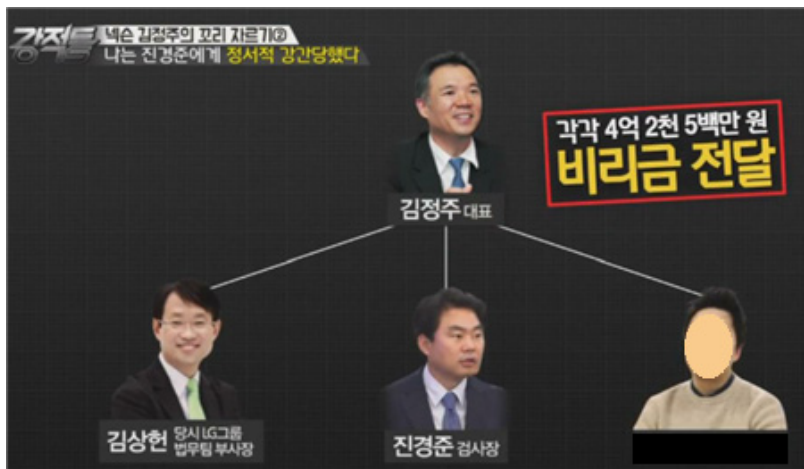 강적들 넥슨 김정주의 꼬리 자르기②
나는 진경준에게 정서적 강간당했다
각각 4억 2천 5백만 원
비리금 전달
김정주 대표
김상헌 당시 LG그룹 법무팀 부사장
진경준 검사장